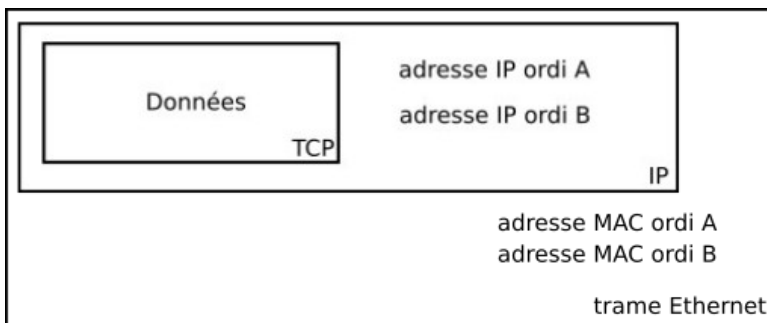 Données
TCP
adresse IP ordi A
adresse IP ordi B
IP
adresse MAC ordi A
adresse MAC ordi B
trame Ethernet